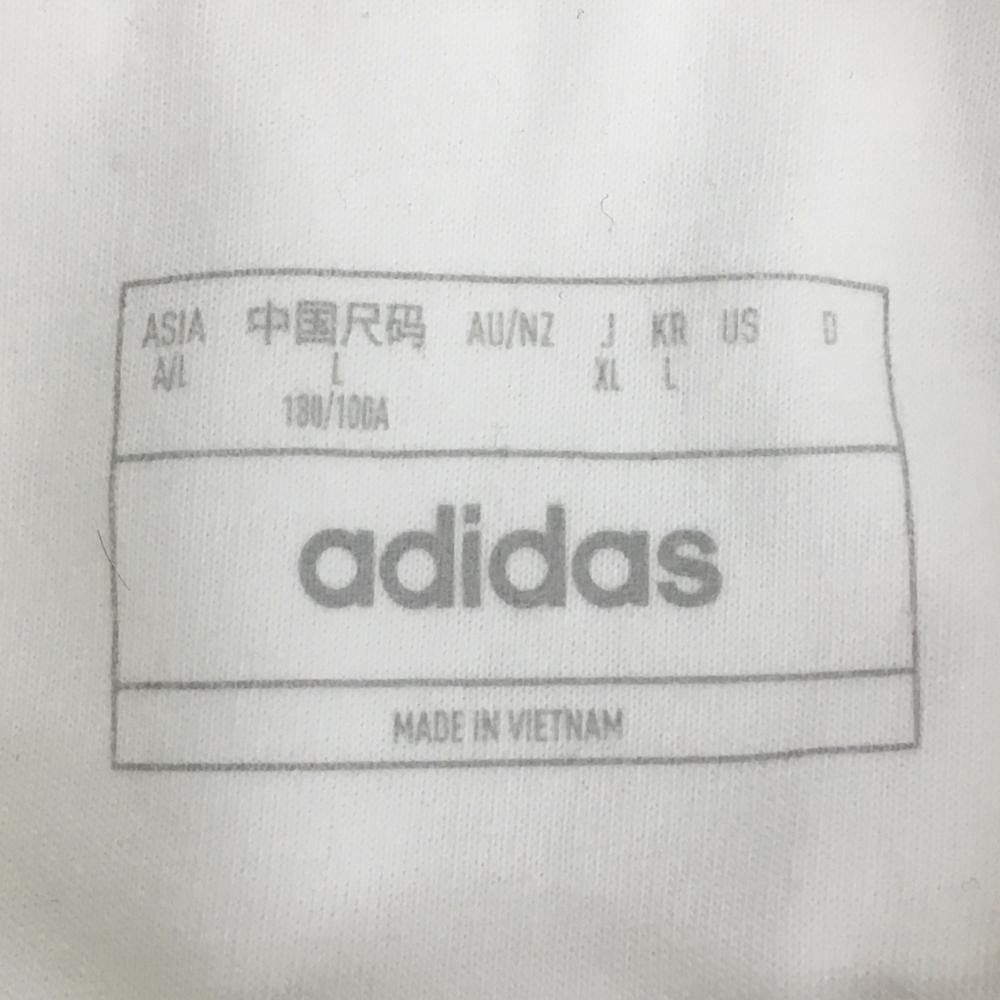 ASIA 中国尺码 AU/NZ J KR US D
A/L L XL L
180/100A
adidas
MADE IN VIETNAM